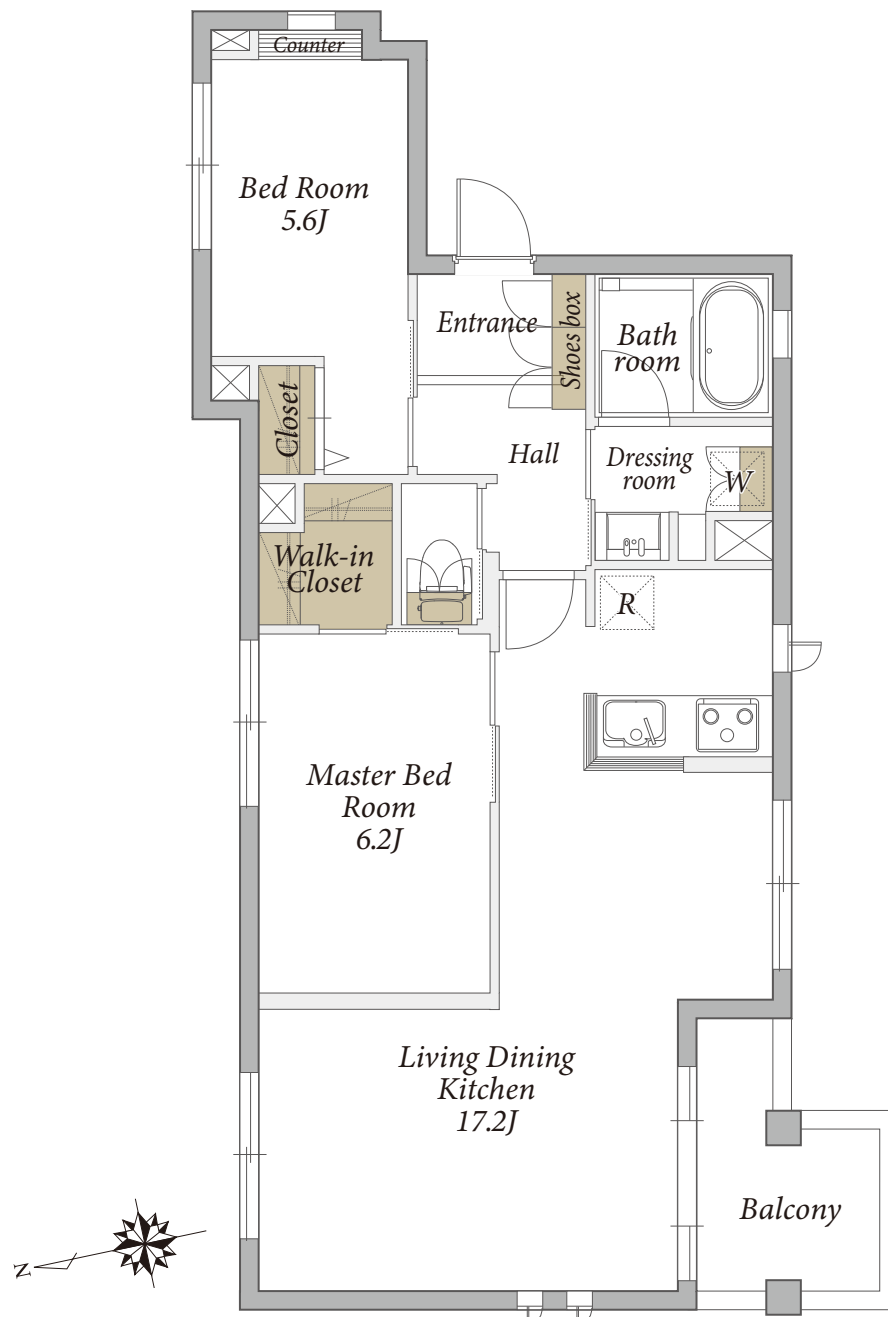 Counter
Bed Room
5.6J
Entrance
Shoes box
Bath
room
Closet
Hall
Dressing
room
W
Walk-in
Closet
R
Master Bed
Room
6.2J
Living Dining
Kitchen
17.2J
Balcony
N